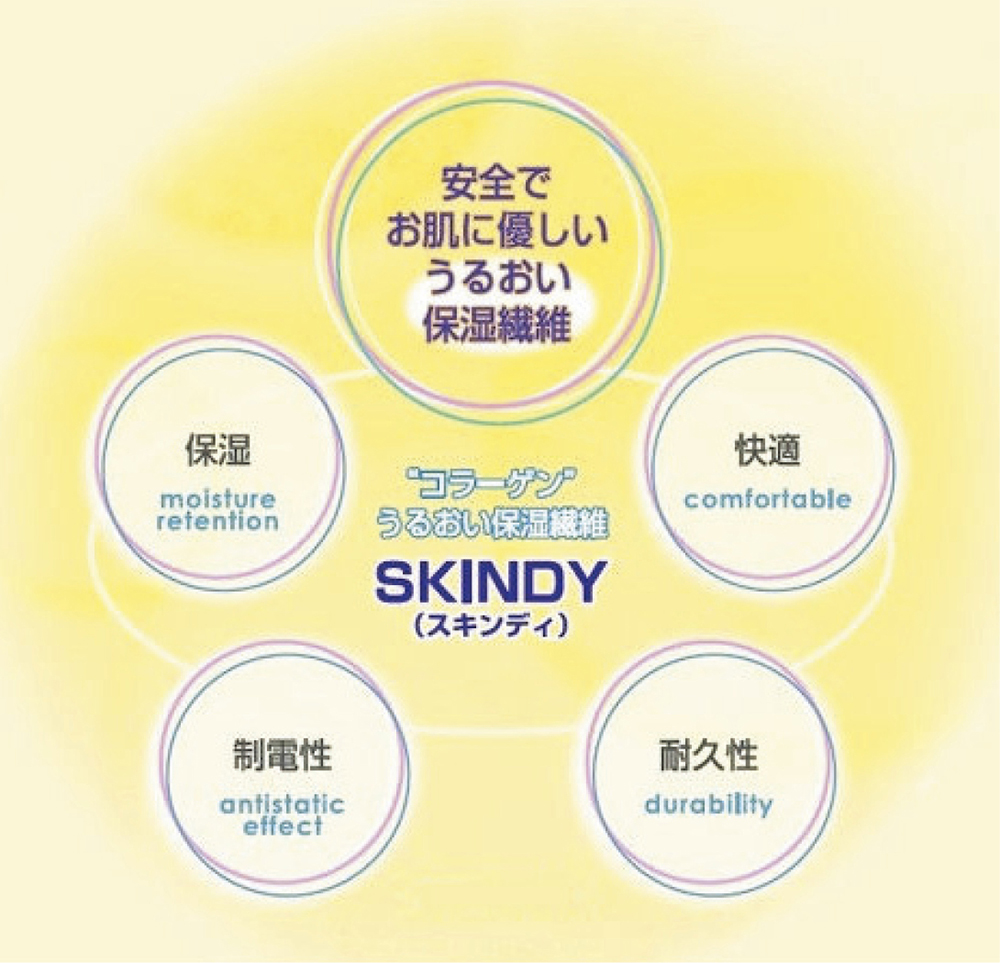 安全で
お肌に優しい
うるおい
保湿繊維
保湿
moisture
retention
快適
comfortable
“コラーゲン”
うるおい保湿繊維
SKINDY
（スキンディ）
制電性
antistatic
effect
耐久性
durability